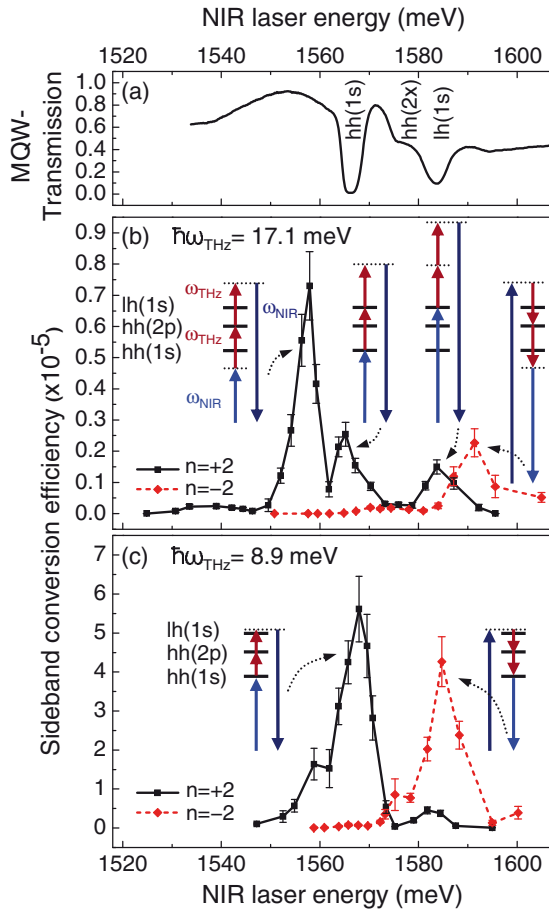 NIR laser energy (meV)
1520 1540 1560 1580 1600
MQW-
Transmission
1.0
0.8
0.6
0.4
0.2
0.0
(a)
hh(1s)
hh(2x)
lh(1s)
Sideband conversion efficiency (x10⁻⁵)
0.9
0.8
0.7
0.6
0.5
0.4
0.3
0.2
0.1
0.0
(b) ħω_THz = 17.1 meV
lh(1s)
hh(2p)
hh(1s)
ω_THz
ω_THz
ω_NIR
ω_NIR
n=+2
n=−2
7
6
5
4
3
2
1
0
(c) ħω_THz = 8.9 meV
lh(1s)
hh(2p)
hh(1s)
n=+2
n=−2
1520 1540 1560 1580 1600
NIR laser energy (meV)